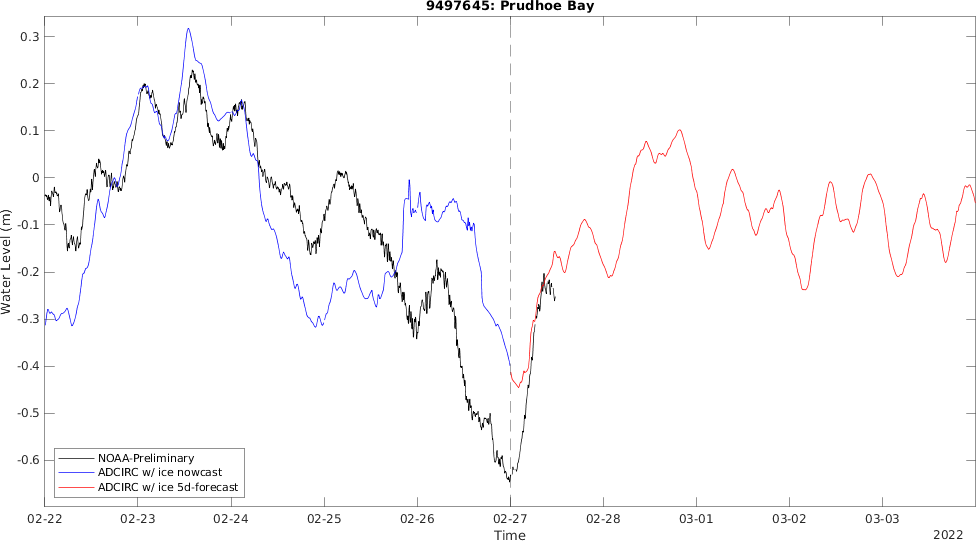 9497645: Prudhoe Bay
0.3
0.2
0.1
0
-0.1
-0.2
-0.3
-0.4
-0.5
-0.6
Water Level (m)
NOAA-Preliminary
ADCIRC w/ ice nowcast
ADCIRC w/ ice 5d-forecast
02-22 02-23 02-24 02-25 02-26 02-27 02-28 03-01 03-02 03-03
Time
2022